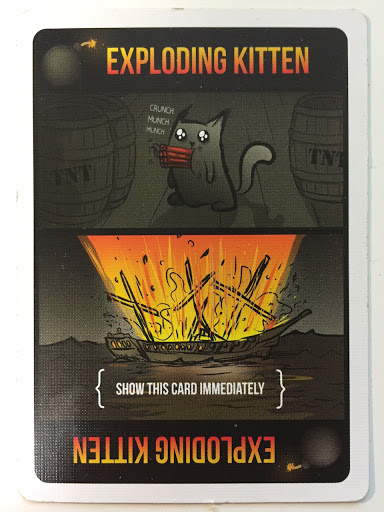 EXPLODING KITTEN
CRUNCH
MUNCH
MUNCH
TNT
TNT
SHOW THIS CARD IMMEDIATELY
EXPLODING KITTEN